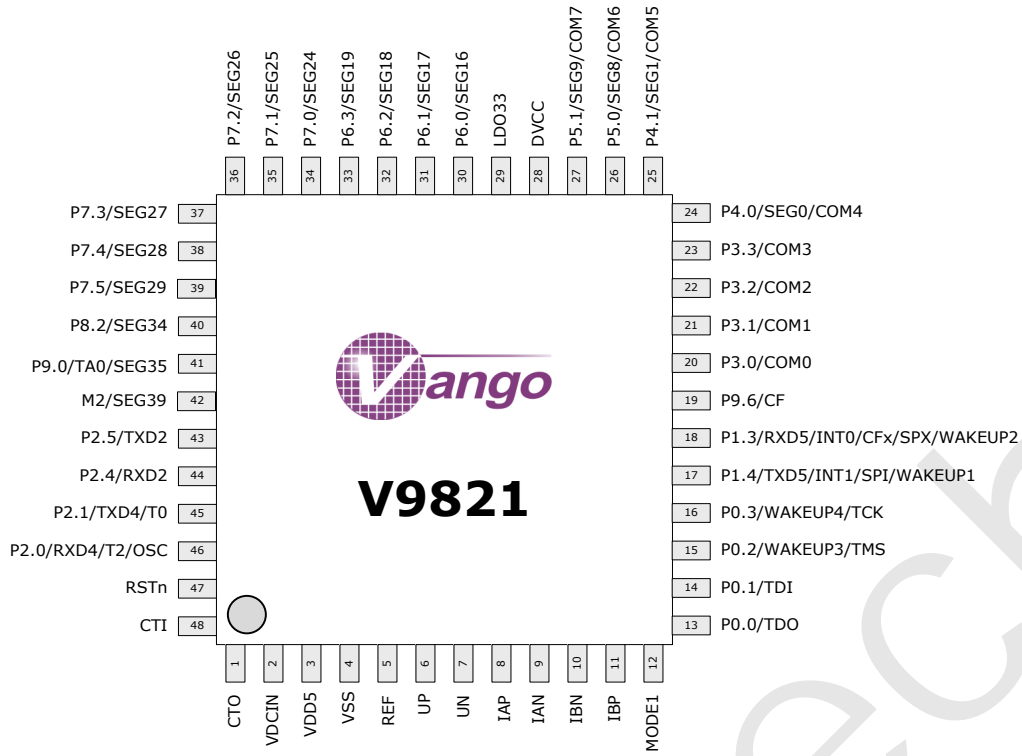 P7.2/SEG26
P7.1/SEG25
P7.0/SEG24
P6.3/SEG19
P6.2/SEG18
P6.1/SEG17
P6.0/SEG16
LDO33
DVCC
P5.1/SEG9/COM7
P5.0/SEG8/COM6
P4.1/SEG1/COM5
36 35 34 33 32 31 30 29 28 27 26 25
P7.3/SEG27 37
24 P4.0/SEG0/COM4
P7.4/SEG28 38
23 P3.3/COM3
P7.5/SEG29 39
22 P3.2/COM2
P8.2/SEG34 40
21 P3.1/COM1
P9.0/TA0/SEG35 41
20 P3.0/COM0
M2/SEG39 42
19 P9.6/CF
P2.5/TXD2 43
18 P1.3/RXD5/INT0/CFx/SPX/WAKEUP2
P2.4/RXD2 44
17 P1.4/TXD5/INT1/SPI/WAKEUP1
P2.1/TXD4/T0 45
16 P0.3/WAKEUP4/TCK
P2.0/RXD4/T2/OSC 46
15 P0.2/WAKEUP3/TMS
RSTn 47
14 P0.1/TDI
CTI 48
13 P0.0/TDO
Vango
V9821
1 2 3 4 5 6 7 8 9 10 11 12
CTO
VDCIN
VDD5
VSS
REF
UP
UN
IAP
IAN
IBN
IBP
MODE1